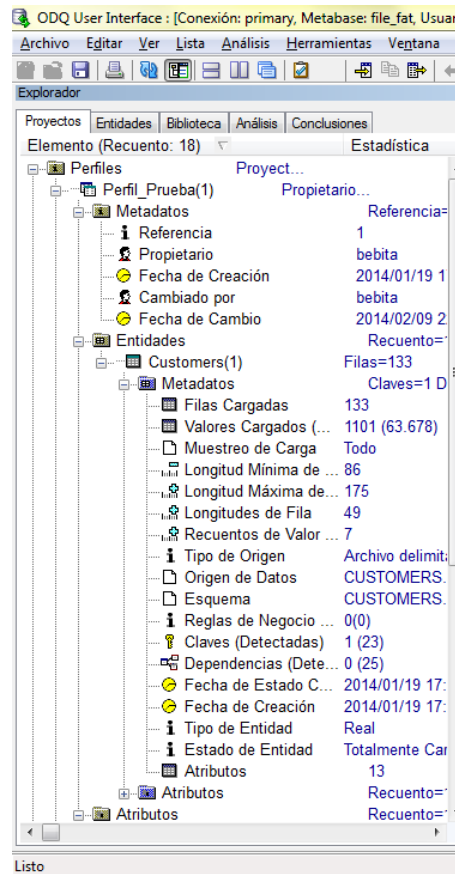 ODQ User Interface : [Conexión: primary, Metabase: file_fat, Usuar
Archivo Editar Ver Lista Análisis Herramientas Ventana
Explorador
Proyectos Entidades Biblioteca Análisis Conclusiones
Elemento (Recuento: 18) Estadística
Perfiles Proyect...
Perfil_Prueba(1) Propietario...
Metadatos Referencia=
Referencia 1
Propietario bebita
Fecha de Creación 2014/01/19 1
Cambiado por bebita
Fecha de Cambio 2014/02/09 2
Entidades Recuento=1
Customers(1) Filas=133
Metadatos Claves=1 D
Filas Cargadas 133
Valores Cargados (... 1101 (63.678)
Muestreo de Carga Todo
Longitud Mínima de ... 86
Longitud Máxima de... 175
Longitudes de Fila 49
Recuentos de Valor ... 7
Tipo de Origen Archivo delimita
Origen de Datos CUSTOMERS.
Esquema CUSTOMERS.
Reglas de Negocio ... 0(0)
Claves (Detectadas) 1 (23)
Dependencias (Dete... 0 (25)
Fecha de Estado C... 2014/01/19 17:
Fecha de Creación 2014/01/19 17:
Tipo de Entidad Real
Estado de Entidad Totalmente Car
Atributos 13
Atributos Recuento=1
Atributos Recuento=1
Listo